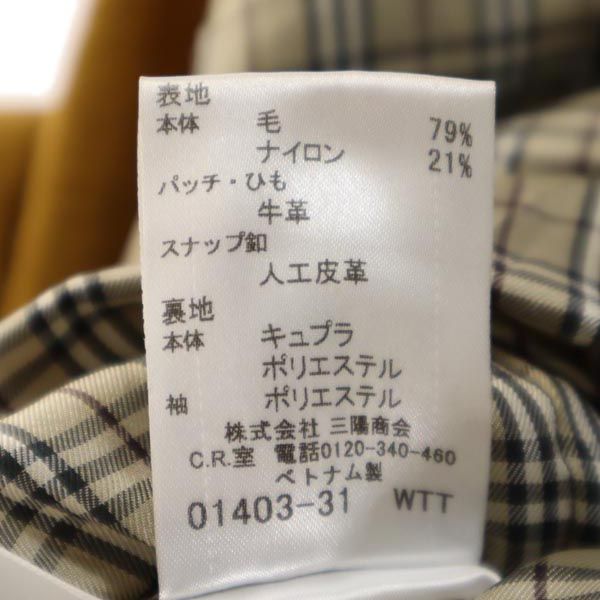 表地
本体 毛 79%
ナイロン 21%
パッチ・ひも
牛革
スナップ釦
人工皮革
裏地
本体 キュプラ
ポリエステル
袖 ポリエステル
株式会社 三陽商会
C.R.室 電話0120-340-460
ベトナム製
01403-31 WTT